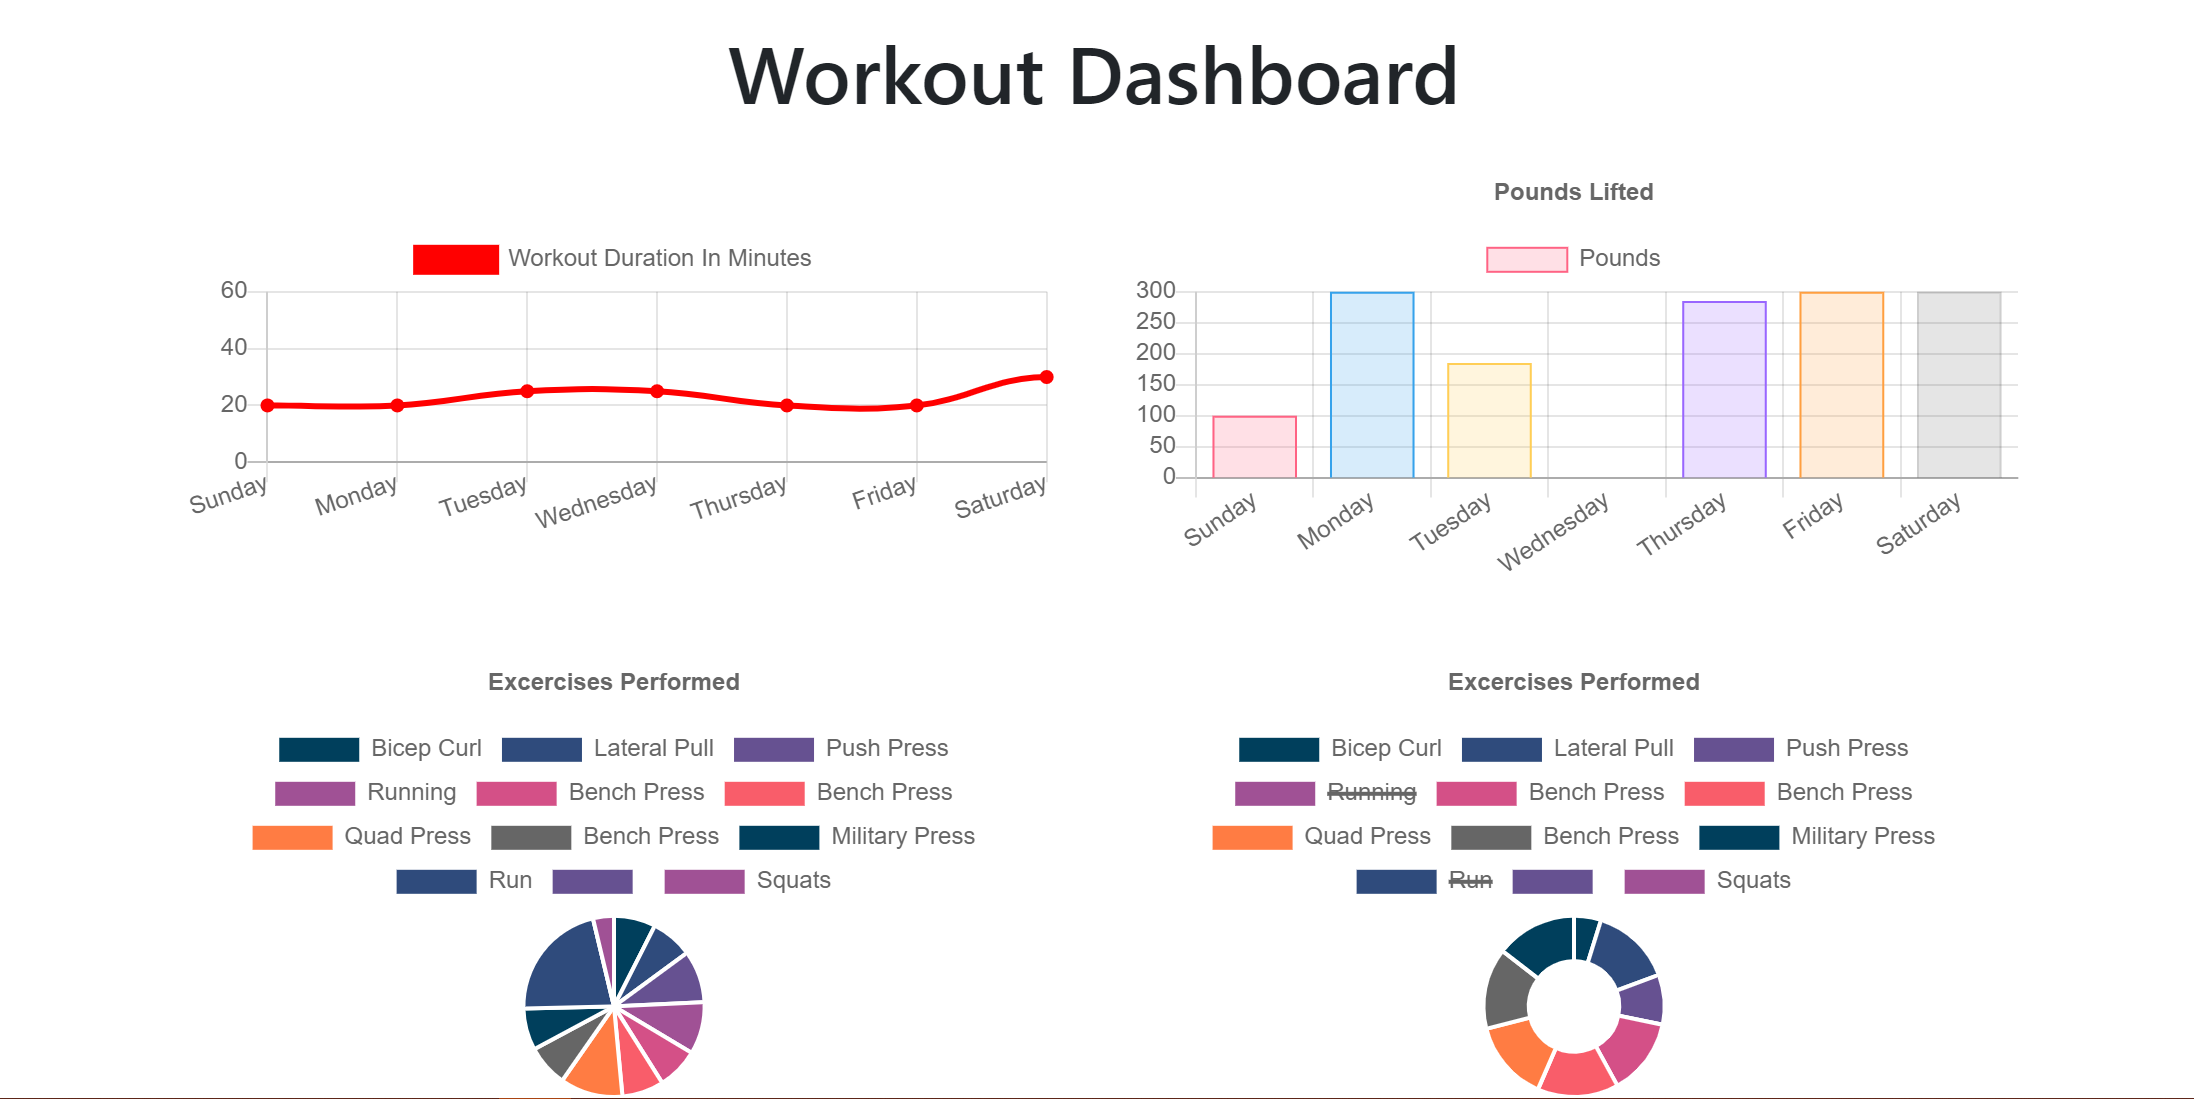 Workout Dashboard
Workout Duration In Minutes
60
40
20
0
Sunday Monday Tuesday Wednesday Thursday Friday Saturday
Pounds Lifted
Pounds
300
250
200
150
100
50
0
Sunday Monday Tuesday Wednesday Thursday Friday Saturday
Excercises Performed
Bicep Curl Lateral Pull Push Press
Running Bench Press Bench Press
Quad Press Bench Press Military Press
Run Squats
Excercises Performed
Bicep Curl Lateral Pull Push Press
Running Bench Press Bench Press
Quad Press Bench Press Military Press
Run Squats